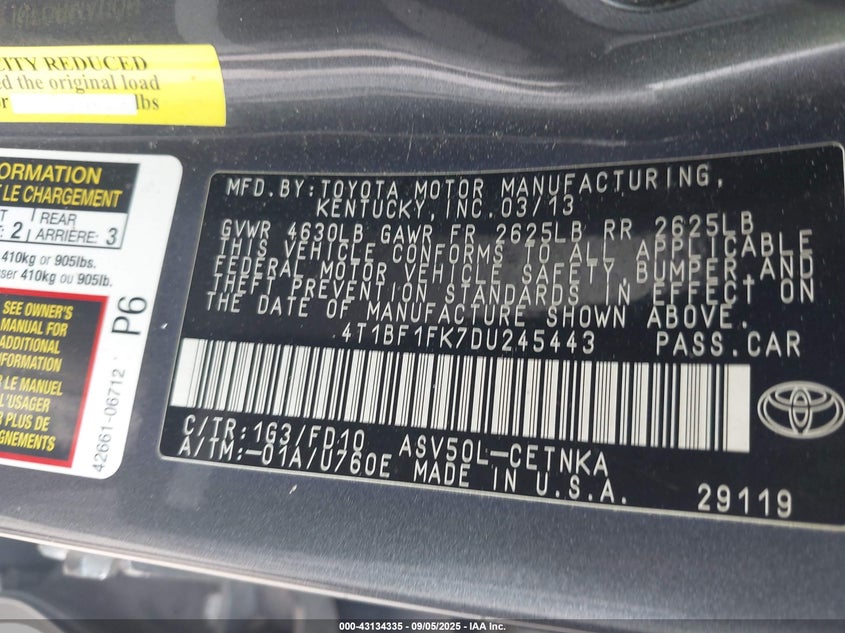 CITY REDUCED
the original load
lbs
ORMATION
LE CHARGEMENT
REAR
2 ARRIÈRE: 3
410kg or 905lbs.
ser 410kg ou 905lb.
SEE OWNER'S
MANUAL FOR
ADDITIONAL
INFORMATION
LE MANUEL
L'USAGER
PLUS DE
P6
42661-06712
MFD. BY: TOYOTA MOTOR MANUFACTURING,
KENTUCKY, INC. 03/13
GVWR 4630LB GAWR FR 2625LB RR 2625LB
THIS VEHICLE CONFORMS TO ALL APPLICABLE
FEDERAL MOTOR VEHICLE SAFETY, BUMPER, AND
THEFT PREVENTION STANDARDS IN EFFECT ON
THE DATE OF MANUFACTURE SHOWN ABOVE.
4T1BF1FK7DU245443 PASS.CAR
C/TR: 1G3/FD10 ASV50L-CETNKA
A/TM:-01A/U760E MADE IN U.S.A.
29119
000-43134335 - 09/05/2025 - IAA Inc.